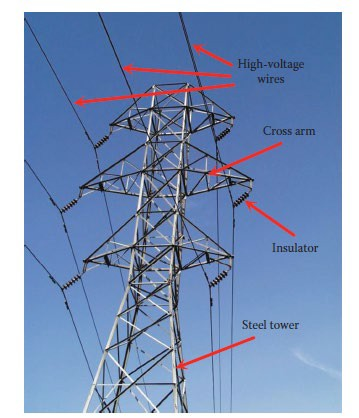 High-voltage
wires
Cross arm
Insulator
Steel tower